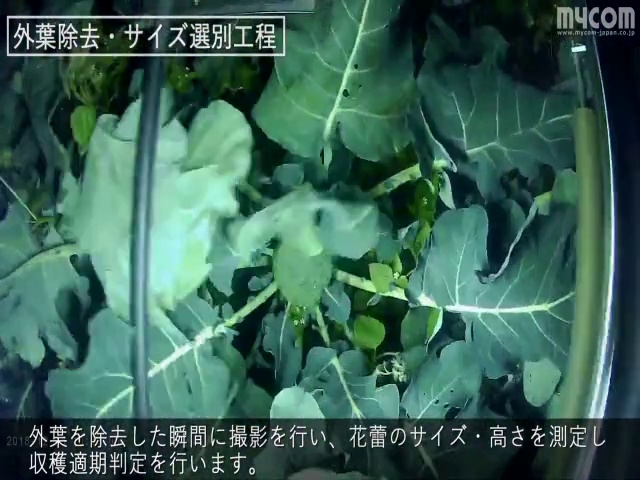 外葉除去・サイズ選別工程
mycom
www.mycom-japan.co.jp
2018
外葉を除去した瞬間に撮影を行い、花蕾のサイズ・高さを測定し
収穫適期判定を行います。